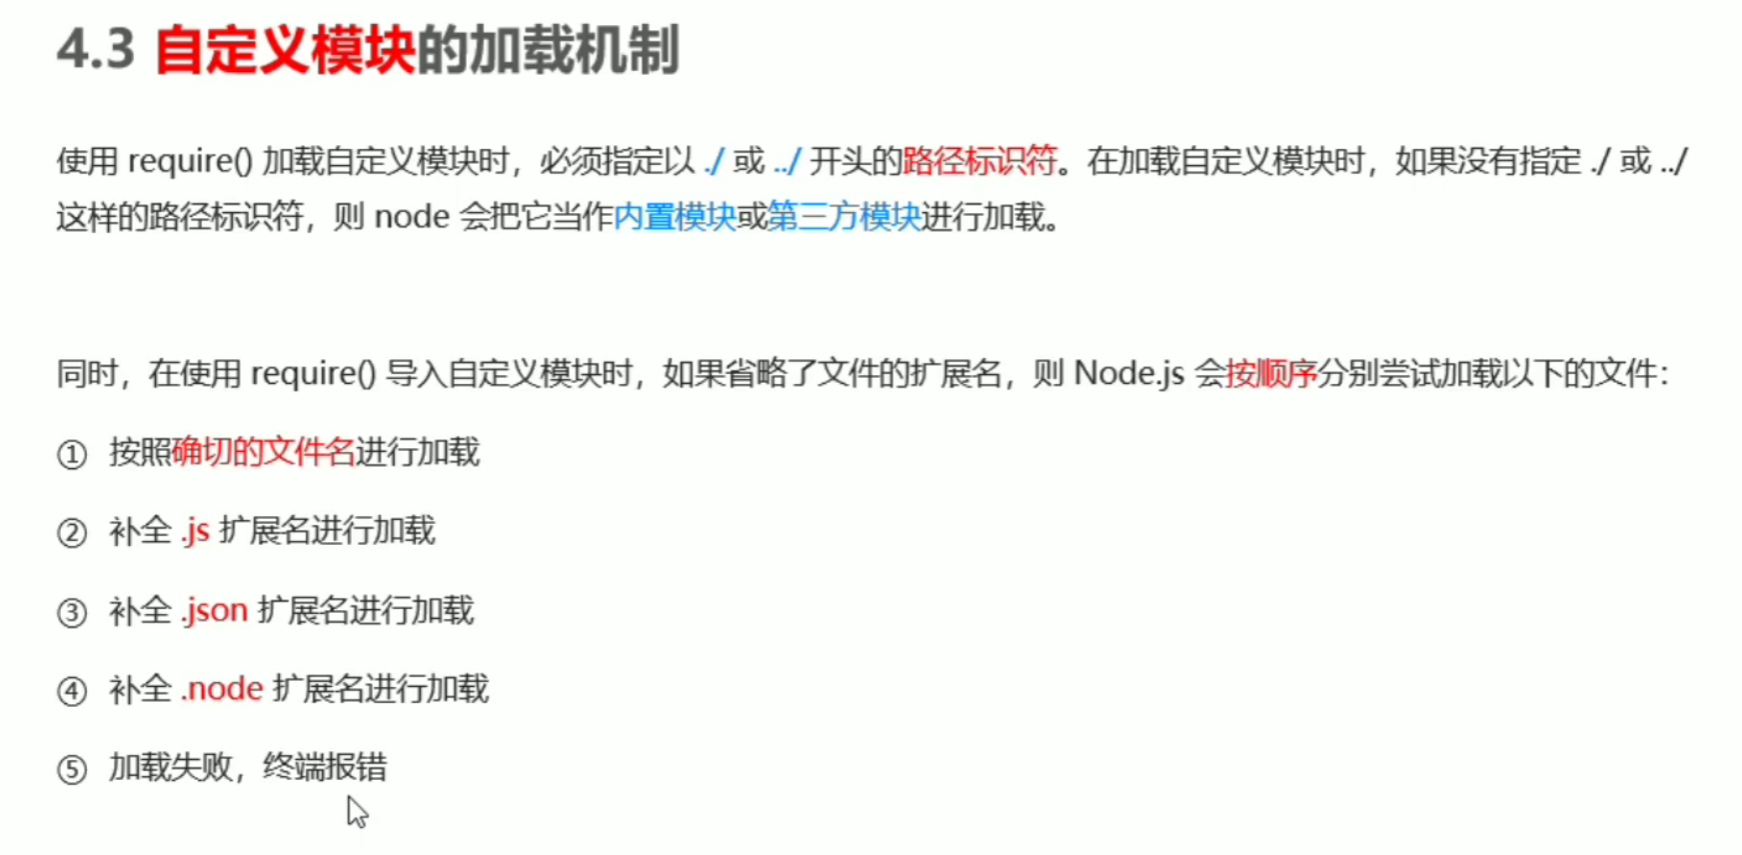 4.3 自定义模块的加载机制
使用 require() 加载自定义模块时，必须指定以 ./ 或 ../ 开头的路径标识符。在加载自定义模块时，如果没有指定 ./ 或 ../
这样的路径标识符，则 node 会把它当作内置模块或第三方模块进行加载。
同时，在使用 require() 导入自定义模块时，如果省略了文件的扩展名，则 Node.js 会按顺序分别尝试加载以下的文件：
① 按照确切的文件名进行加载
② 补全 .js 扩展名进行加载
③ 补全 .json 扩展名进行加载
④ 补全 .node 扩展名进行加载
⑤ 加载失败，终端报错